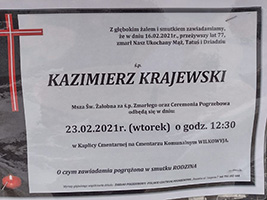 Z głębokim żalem i smutkiem zawiadamiamy,
że w dniu 16.02.2021r., przeżywszy lat 77,
zmarł Nasz Ukochany Mąż, Tatuś i Dziadziu
ś.p.
KAZIMIERZ KRAJEWSKI
Msza Św. Żałobna za ś.p. Zmarłego oraz Ceremonia Pogrzebowa
odbędą się w dniu
23.02.2021r. (wtorek) o godz. 12:30
w Kaplicy Cmentarnej na Cmentarzu Komunalnym WILKOWYJA
O czym zawiadamia pogrążona w smutku RODZINA